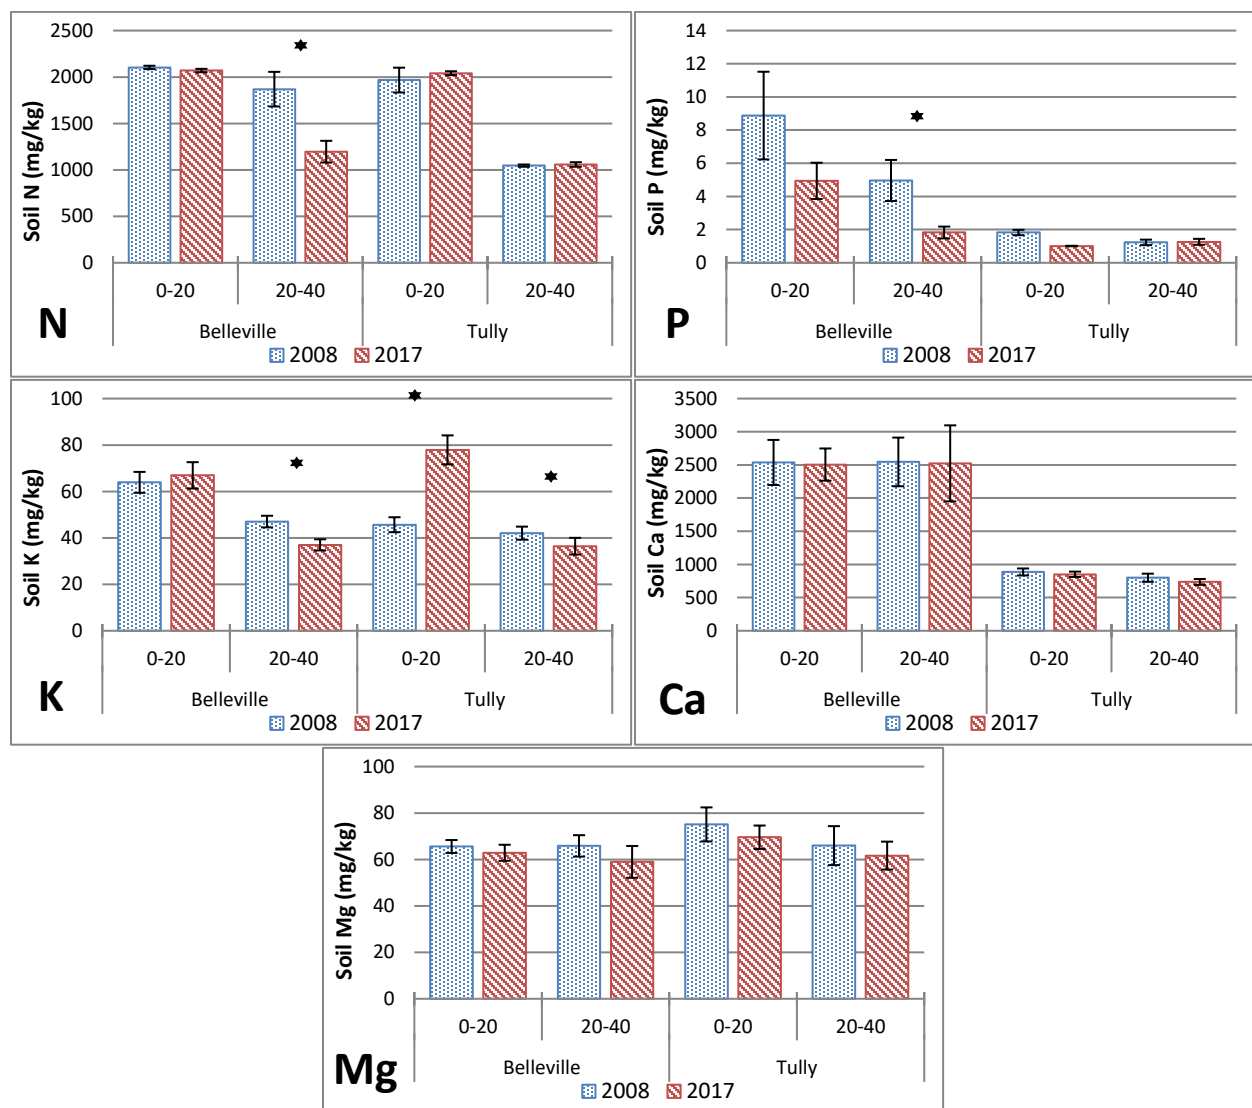 Soil N (mg/kg)
2500
2000
1500
1000
500
0
0-20 20-40 0-20 20-40
Belleville Tully
N
2008 2017
Soil P (mg/kg)
14
12
10
8
6
4
2
0
0-20 20-40 0-20 20-40
Belleville Tully
P
2008 2017
Soil K (mg/kg)
100
80
60
40
20
0
0-20 20-40 0-20 20-40
Belleville Tully
K
2008 2017
Soil Ca (mg/kg)
3500
3000
2500
2000
1500
1000
500
0
0-20 20-40 0-20 20-40
Belleville Tully
Ca
2008 2017
Soil Mg (mg/kg)
100
80
60
40
20
0
0-20 20-40 0-20 20-40
Belleville Tully
Mg
2008 2017